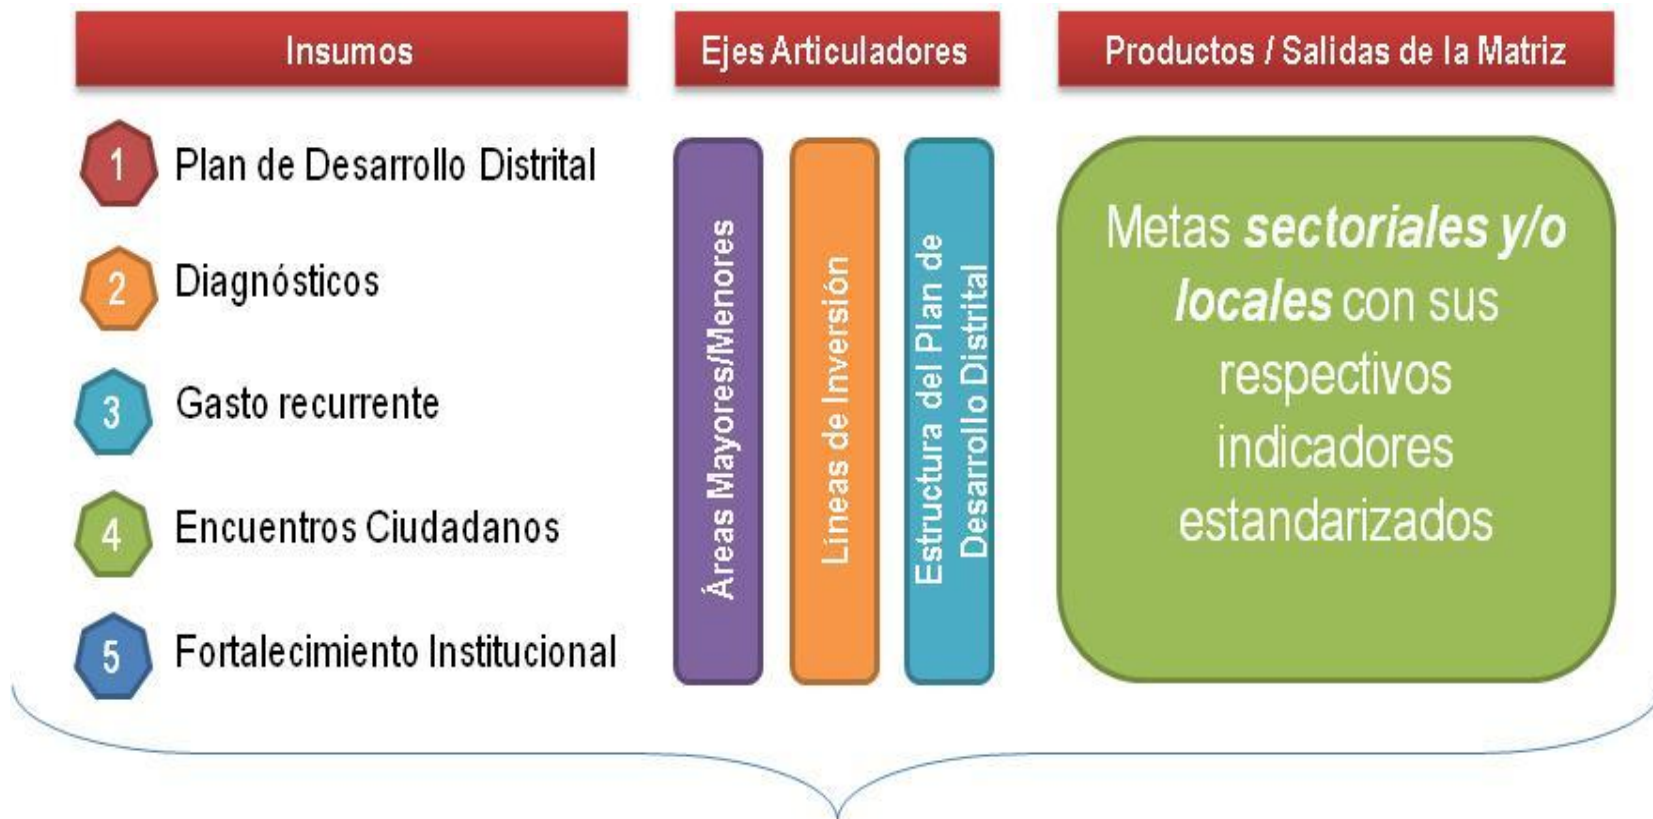 Insumos
1 Plan de Desarrollo Distrital
2 Diagnósticos
3 Gasto recurrente
4 Encuentros Ciudadanos
5 Fortalecimiento Institucional
Ejes Articuladores
Áreas Mayores/Menores
Líneas de Inversión
Estructura del Plan de
Desarrollo Distrital
Productos / Salidas de la Matriz
Metas sectoriales y/o
locales con sus
respectivos
indicadores
estandarizados